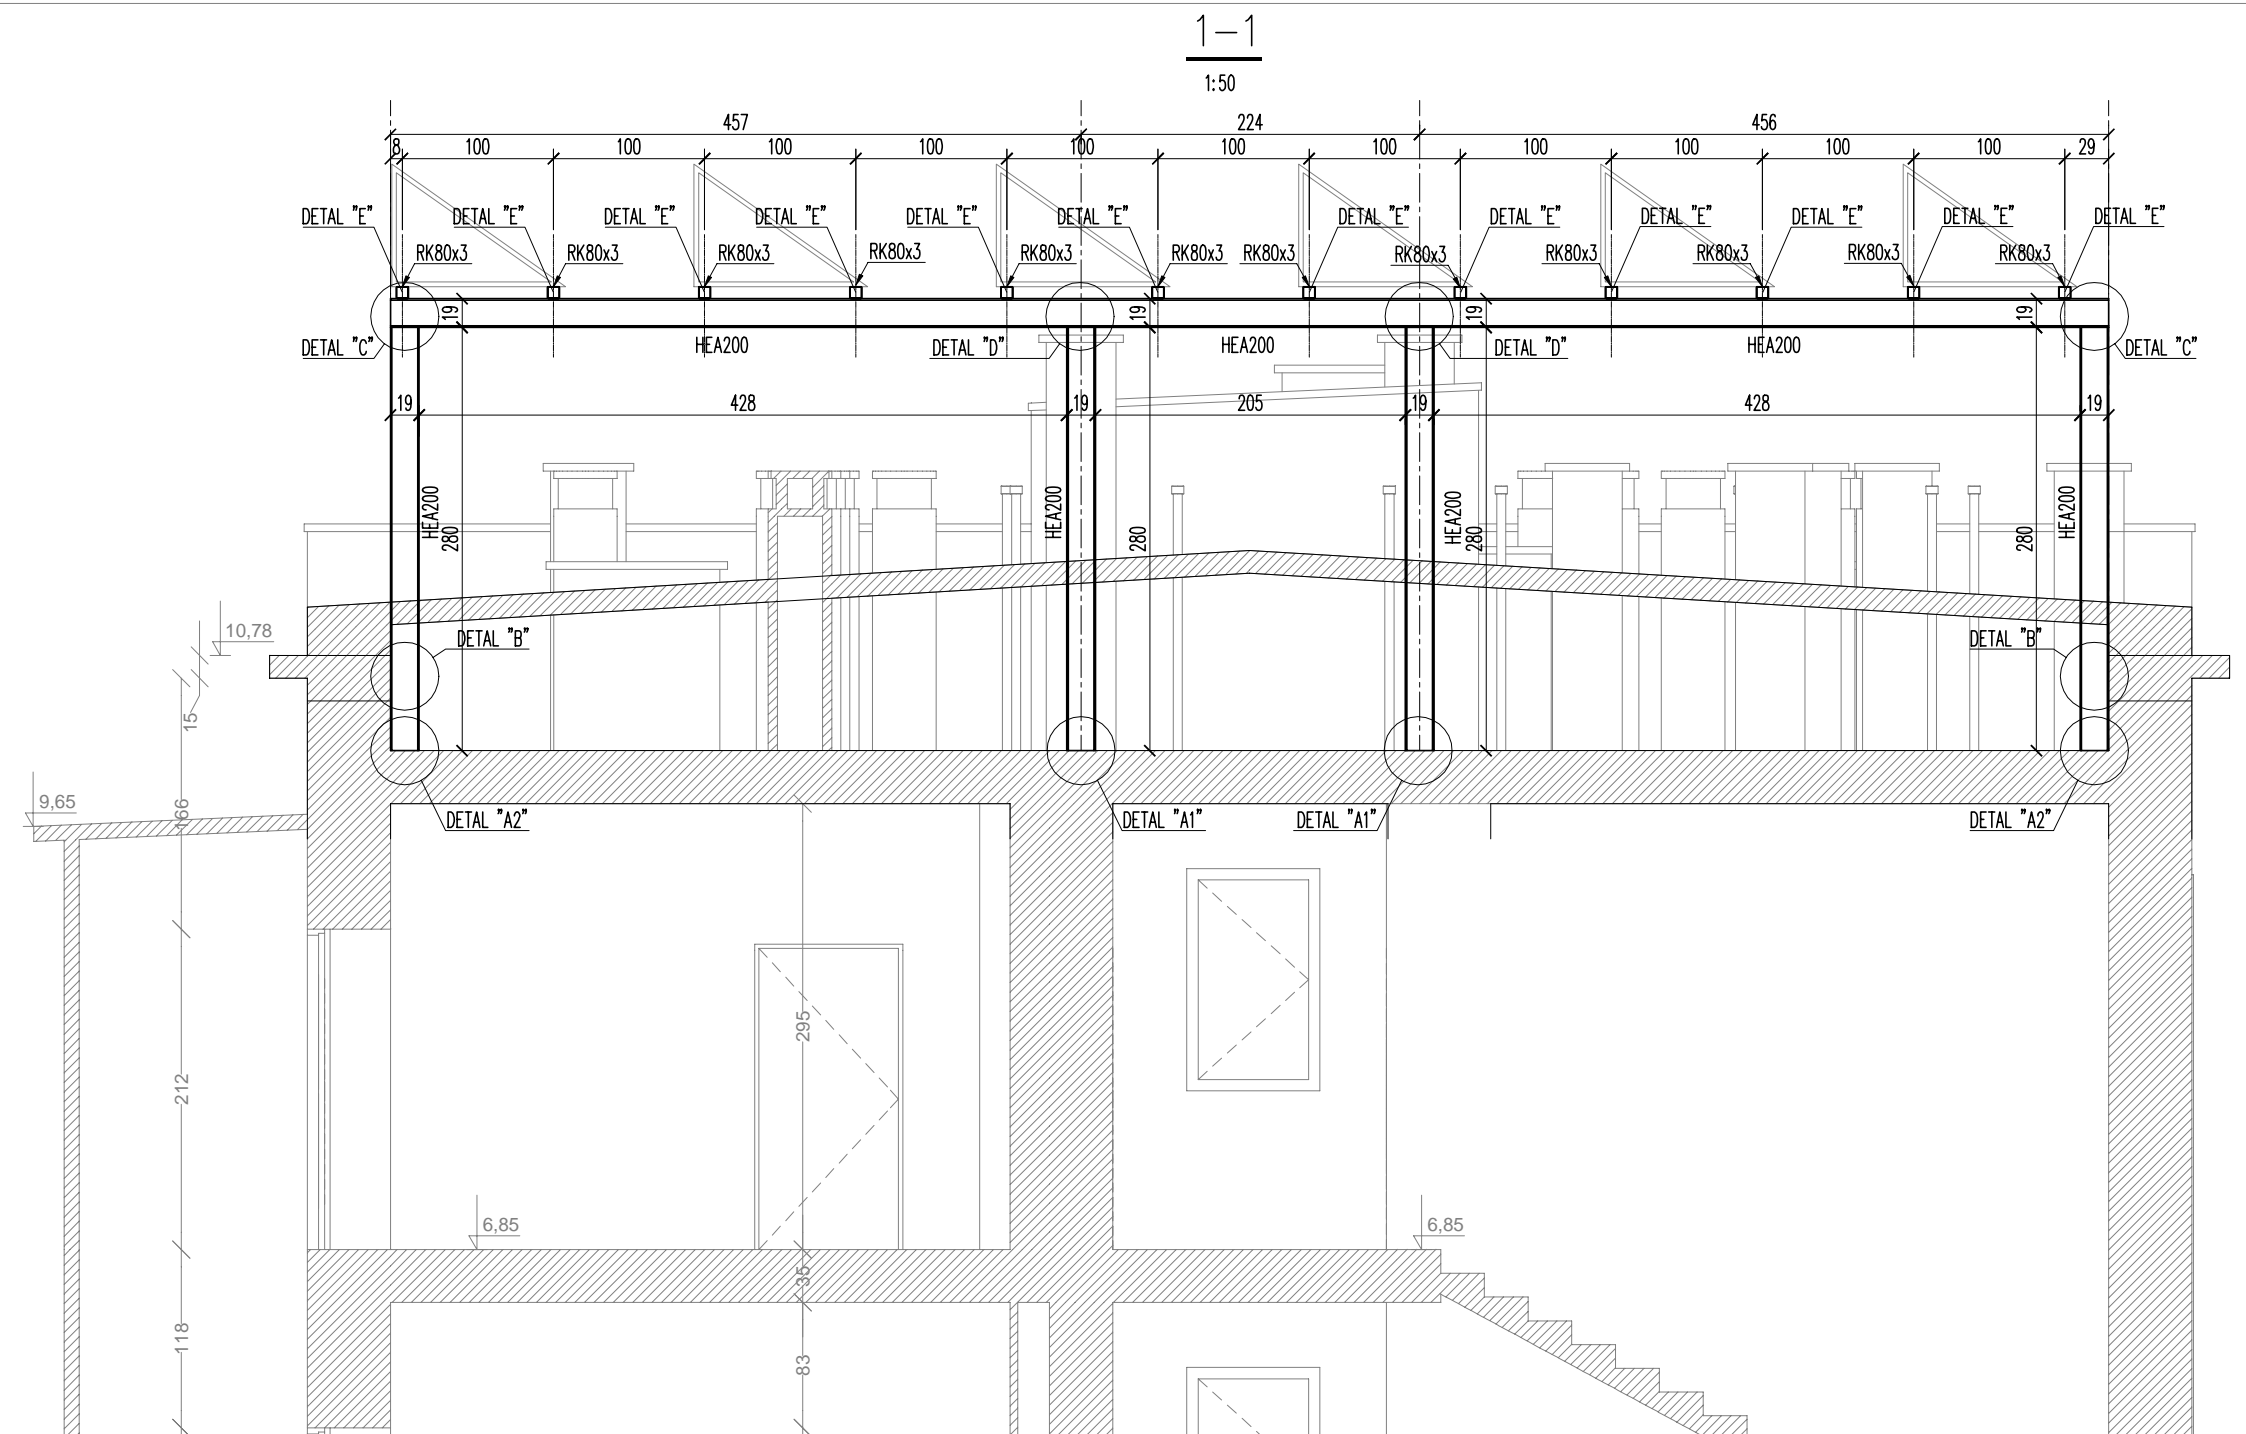 1-1
1:50
457 224 456
8 100 100 100 100 100 100 100 100 100 100 100 29
DETAL "E" DETAL "E" DETAL "E" DETAL "E" DETAL "E" DETAL "E" DETAL "E" DETAL "E" DETAL "E" DETAL "E" DETAL "E" DETAL "E"
RK80x3 RK80x3 RK80x3 RK80x3 RK80x3 RK80x3 RK80x3 RK80x3 RK80x3 RK80x3 RK80x3 RK80x3
19 19 19 19
DETAL "C" HEA200 DETAL "D" HEA200 DETAL "D" HEA200 DETAL "C"
19 428 19 205 19 428 19
HEA200 HEA200 HEA200 HEA200
280 280 280 280
10,78 DETAL "B" DETAL "B"
15
9,65 166 DETAL "A2" DETAL "A1" DETAL "A1" DETAL "A2"
295
212
6,85 6,85
35
118 83